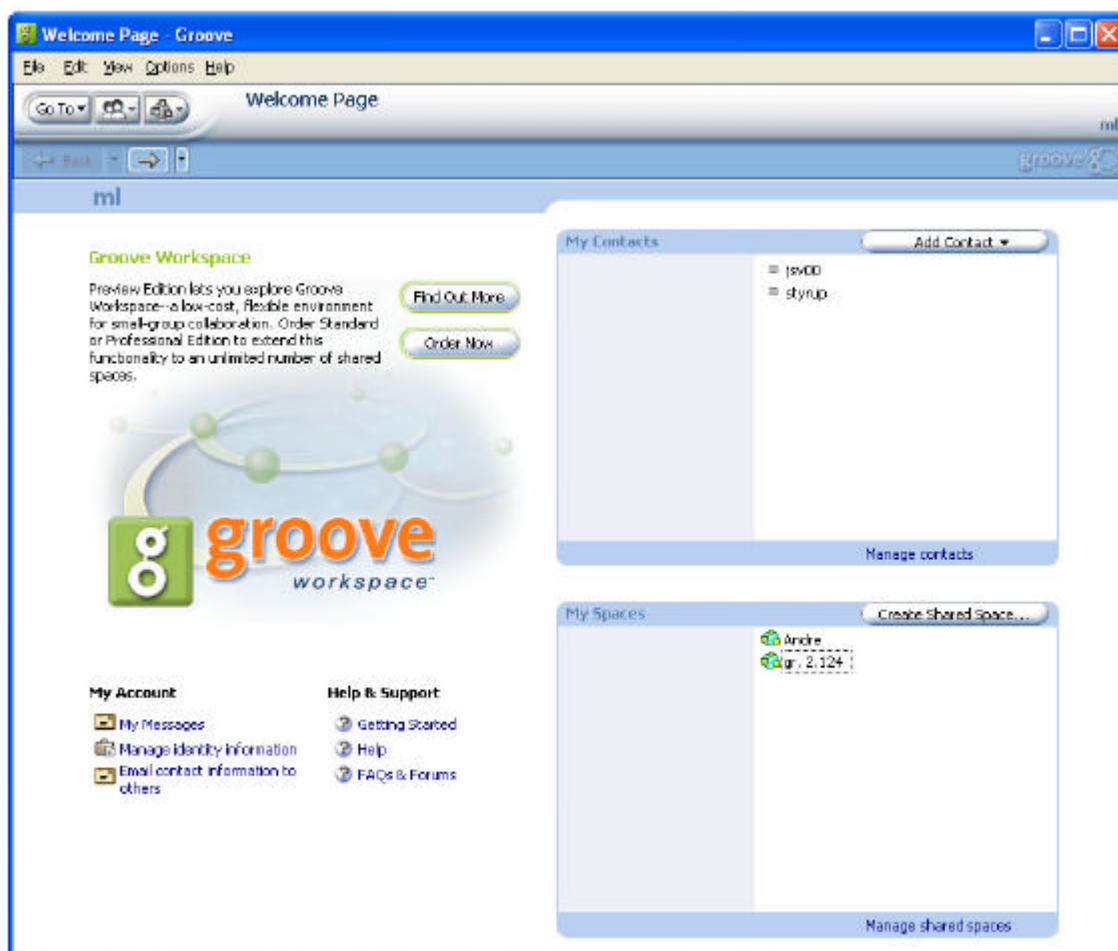 Welcome Page - Groove
File Edit View Options Help
Go To
Welcome Page
ml
Back
groove
ml
Groove Workspace
Preview Edition lets you explore Groove
Workspace--a low-cost, flexible environment
for small-group collaboration. Order Standard
or Professional Edition to extend this
functionality to an unlimited number of shared
spaces.
Find Out More
Order Now
g
groove
workspace™
My Account
My Messages
Manage identity information
Email contact information to
others
Help & Support
Getting Started
Help
FAQs & Forums
My Contacts
Add Contact
jsv00
styrup
Manage contacts
My Spaces
Create Shared Space...
Andre
gr. 2.124
Manage shared spaces